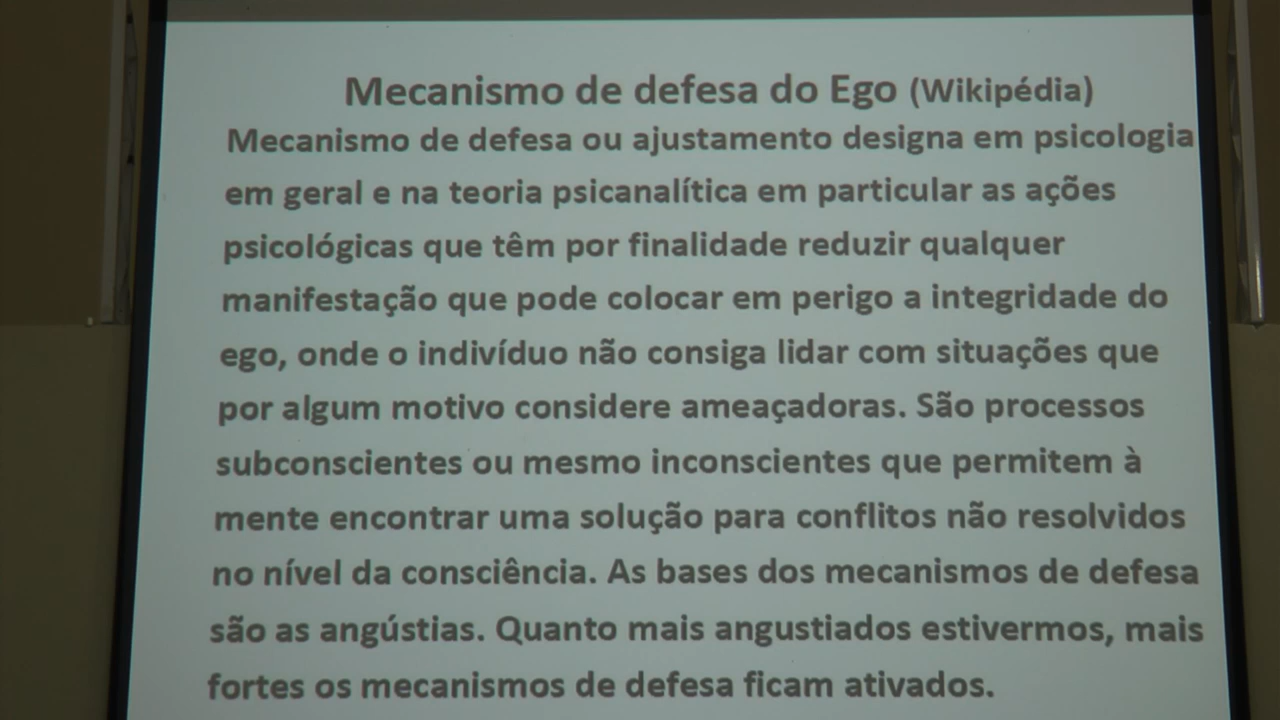 Mecanismo de defesa do Ego (Wikipédia)
Mecanismo de defesa ou ajustamento designa em psicologia
em geral e na teoria psicanalítica em particular as ações
psicológicas que têm por finalidade reduzir qualquer
manifestação que pode colocar em perigo a integridade do
ego, onde o indivíduo não consiga lidar com situações que
por algum motivo considere ameaçadoras. São processos
subconscientes ou mesmo inconscientes que permitem à
mente encontrar uma solução para conflitos não resolvidos
no nível da consciência. As bases dos mecanismos de defesa
são as angústias. Quanto mais angustiados estivermos, mais
fortes os mecanismos de defesa ficam ativados.